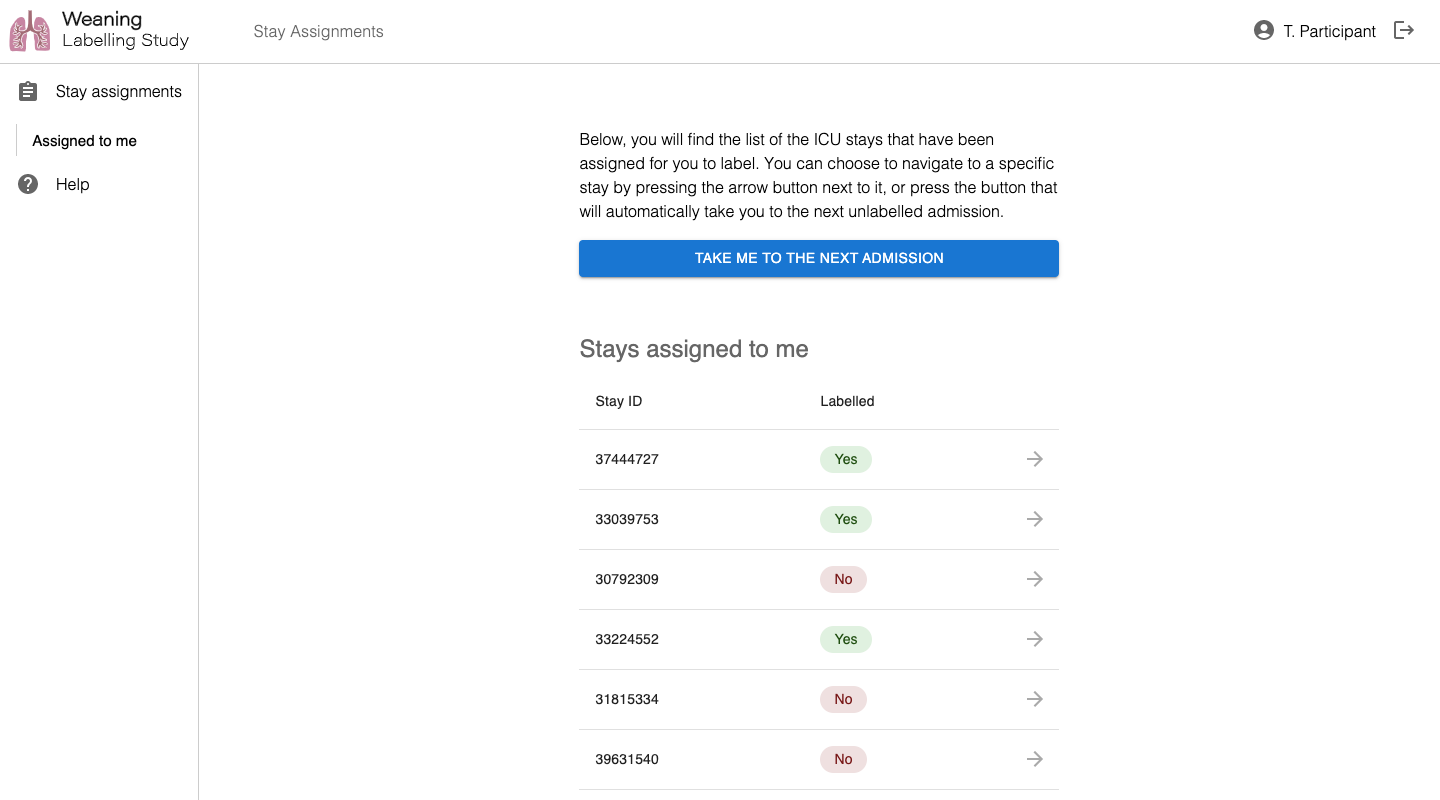 Weaning
Labelling Study
Stay Assignments
T. Participant
Stay assignments
Assigned to me
Help
Below, you will find the list of the ICU stays that have been
assigned for you to label. You can choose to navigate to a specific
stay by pressing the arrow button next to it, or press the button that
will automatically take you to the next unlabelled admission.
TAKE ME TO THE NEXT ADMISSION
Stays assigned to me
Stay ID Labelled
37444727 Yes
33039753 Yes
30792309 No
33224552 Yes
31815334 No
39631540 No